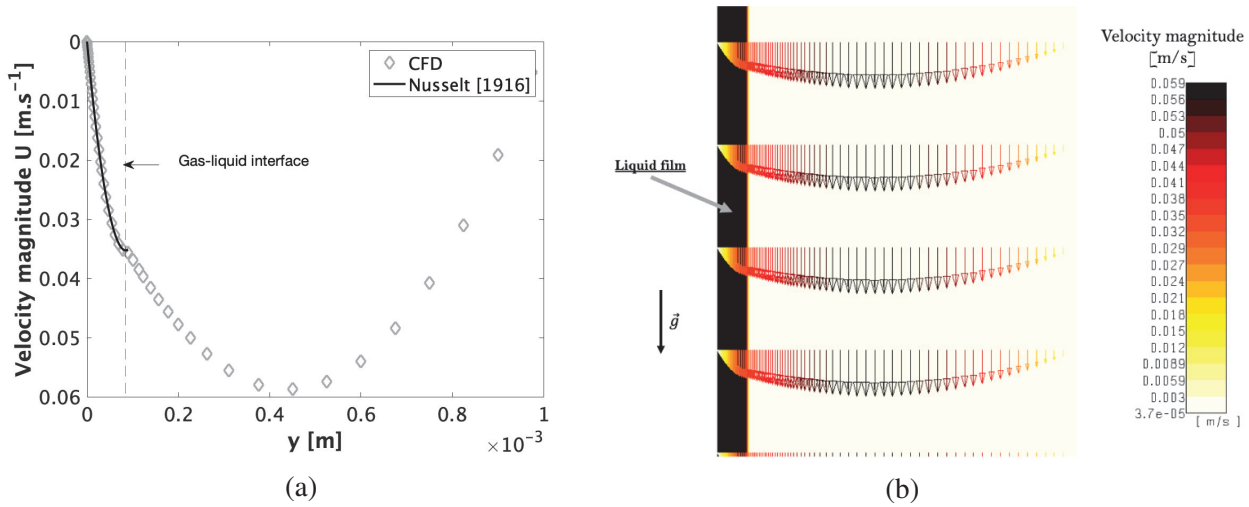 0
0.01
0.02
0.03
0.04
0.05
0.06
Velocity magnitude U [m.s⁻¹]
CFD
Nusselt [1916]
Gas-liquid interface
0 0.2 0.4 0.6 0.8 1
y [m]
×10⁻³
(a)
Liquid film
g⃗
(b)
Velocity magnitude
[m/s]
0.059
0.056
0.053
0.05
0.047
0.044
0.041
0.038
0.035
0.032
0.029
0.027
0.024
0.021
0.018
0.015
0.012
0.0089
0.0059
0.003
3.7e-05
[ m/s ]